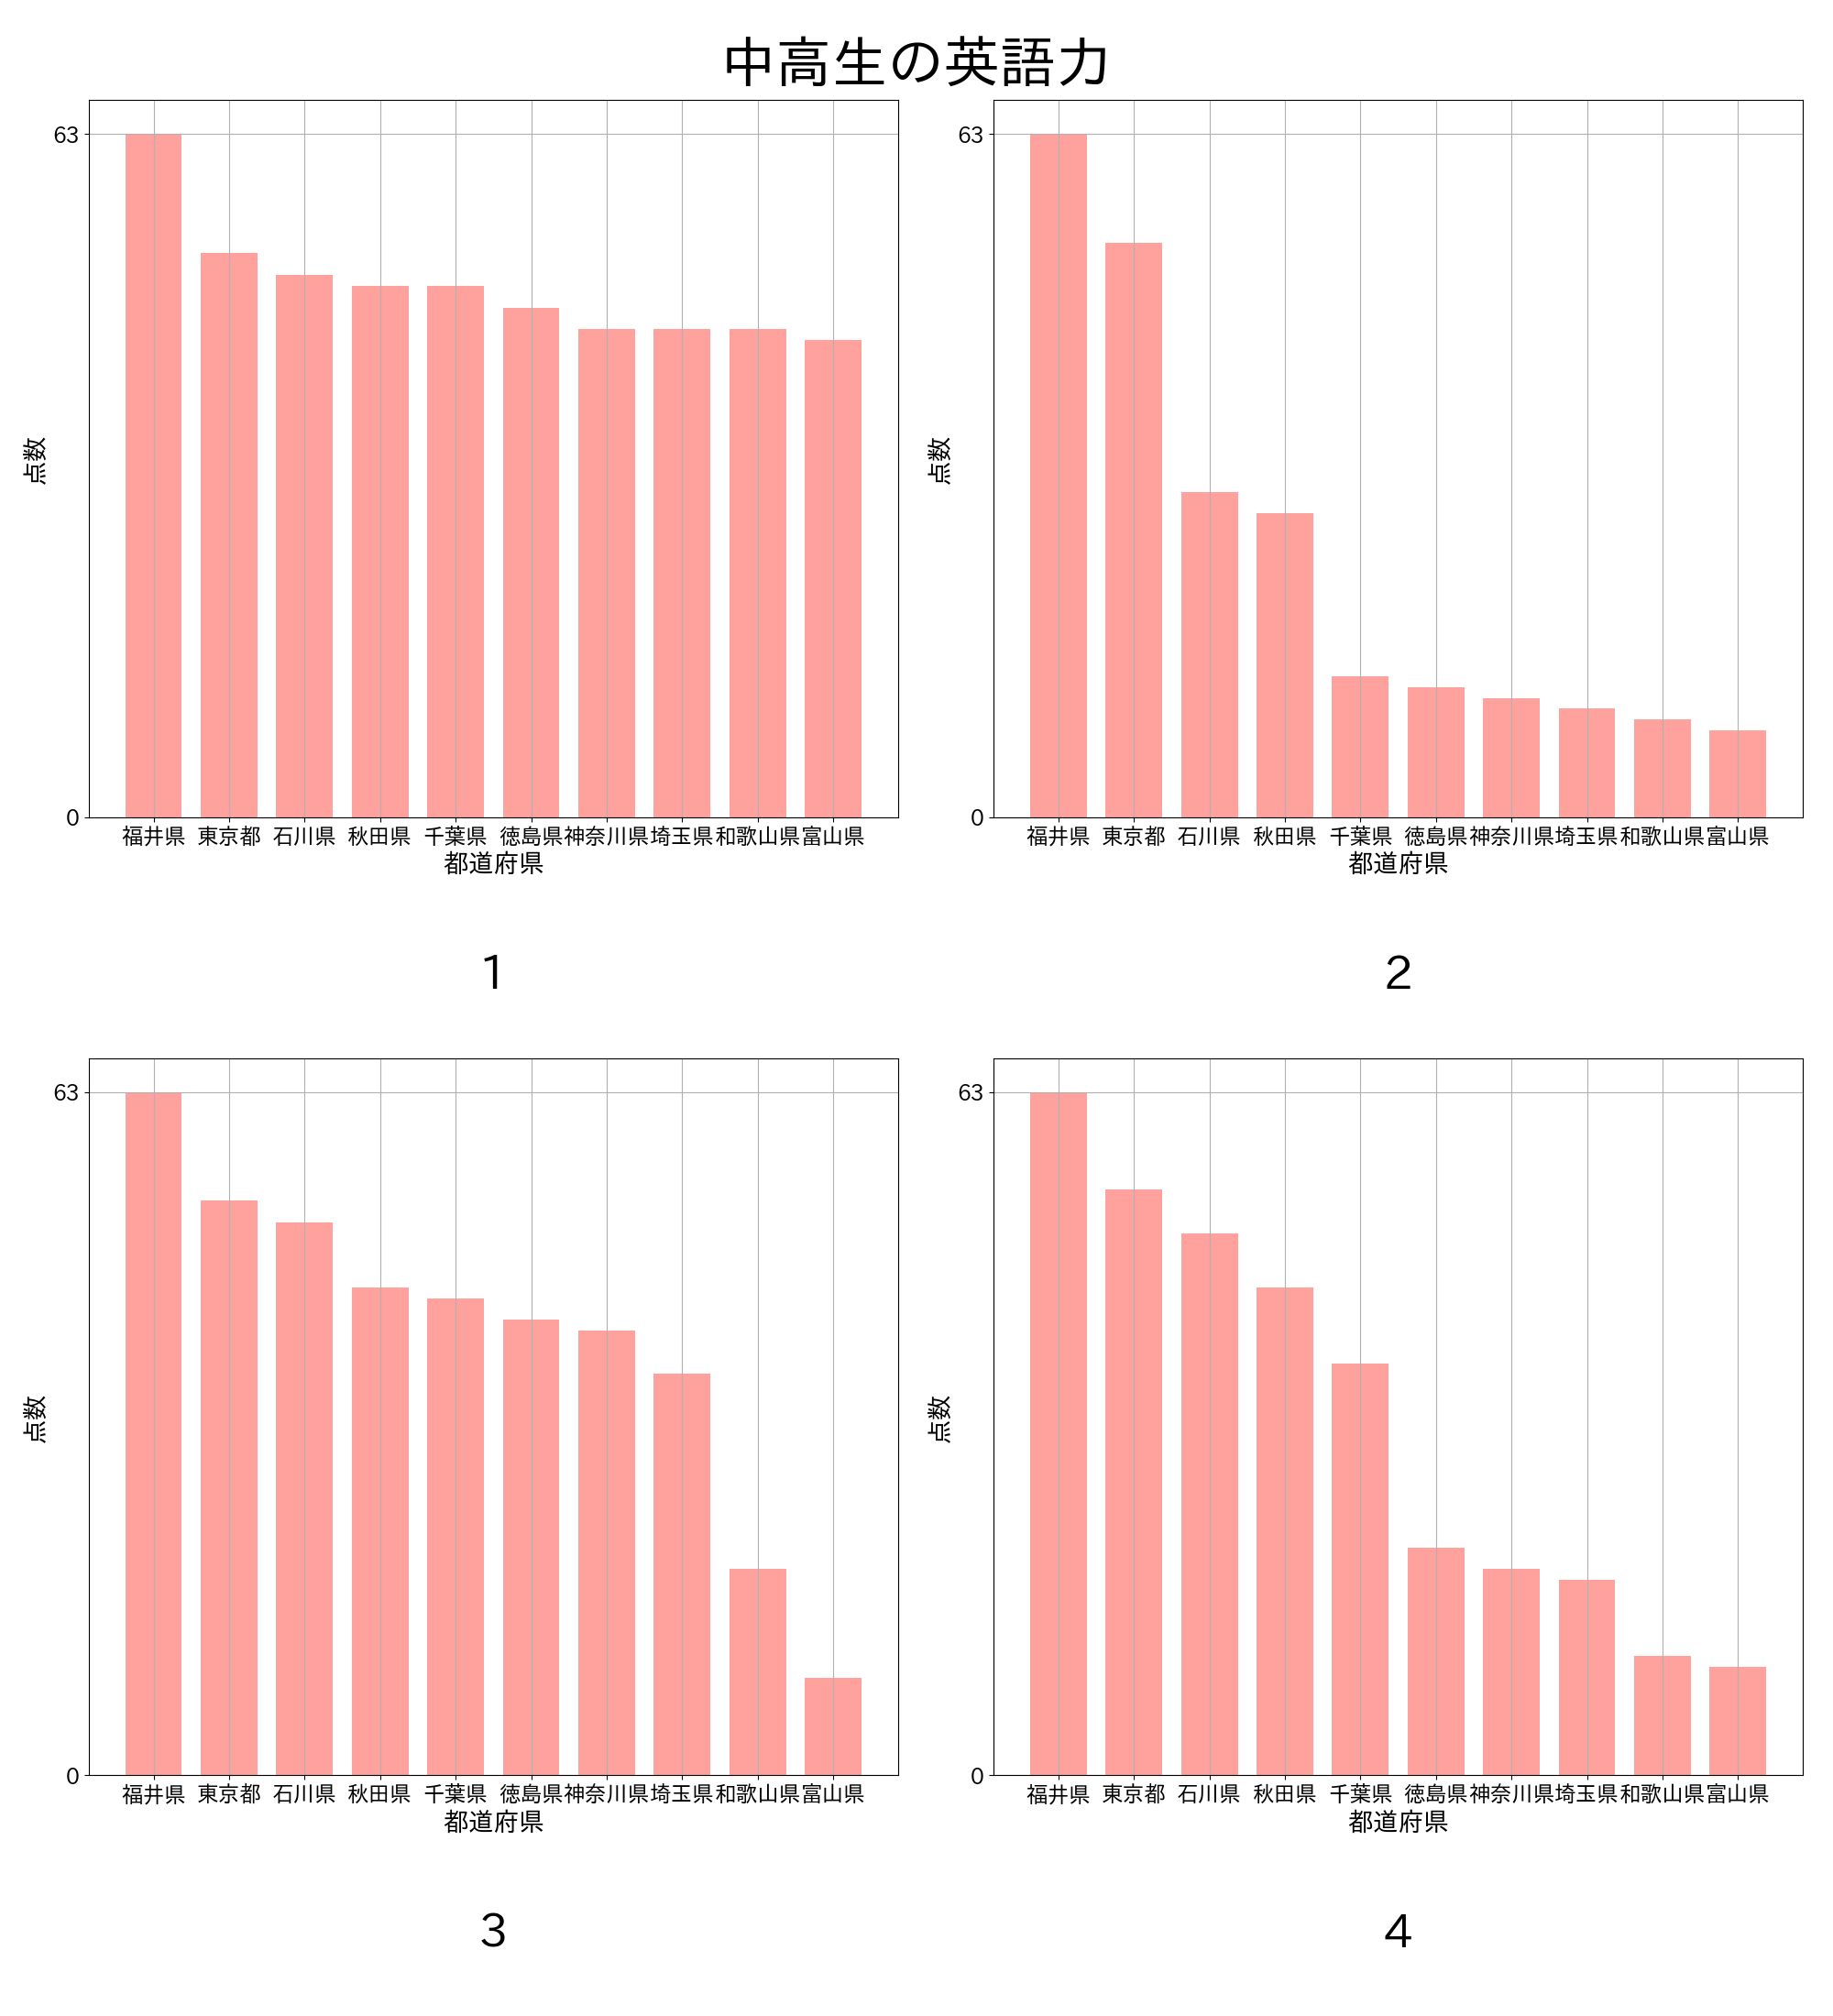 中高生の英語力
63
0
点数
福井県 東京都 石川県 秋田県 千葉県 徳島県 神奈川県 埼玉県 和歌山県 富山県
都道府県
1
63
0
点数
福井県 東京都 石川県 秋田県 千葉県 徳島県 神奈川県 埼玉県 和歌山県 富山県
都道府県
2
63
0
点数
福井県 東京都 石川県 秋田県 千葉県 徳島県 神奈川県 埼玉県 和歌山県 富山県
都道府県
3
63
0
点数
福井県 東京都 石川県 秋田県 千葉県 徳島県 神奈川県 埼玉県 和歌山県 富山県
都道府県
4